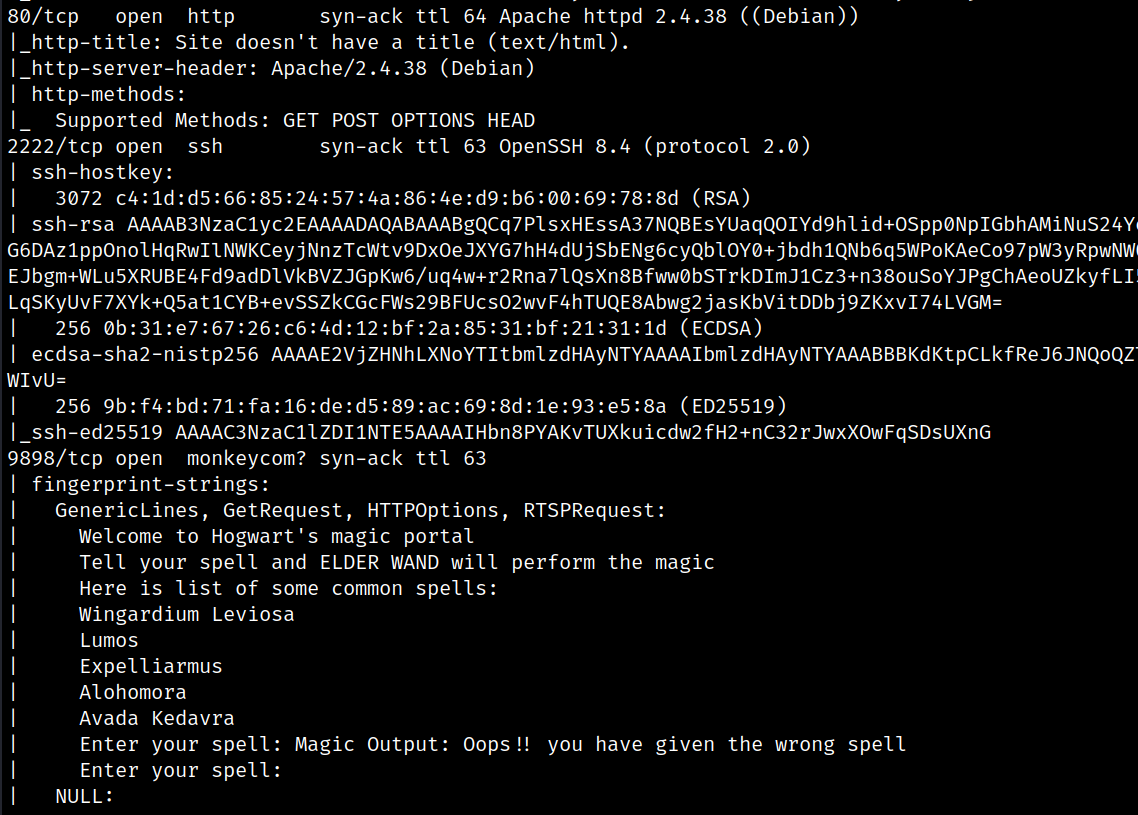 80/tcp   open  http       syn-ack ttl 64 Apache httpd 2.4.38 ((Debian))
|_http-title: Site doesn't have a title (text/html).
|_http-server-header: Apache/2.4.38 (Debian)
| http-methods:
|_  Supported Methods: GET POST OPTIONS HEAD
2222/tcp open  ssh        syn-ack ttl 63 OpenSSH 8.4 (protocol 2.0)
| ssh-hostkey:
|   3072 c4:1d:d5:66:85:24:57:4a:86:4e:d9:b6:00:69:78:8d (RSA)
| ssh-rsa AAAAB3NzaC1yc2EAAAADAQABAAABgQCq7PlsxHEssA37NQBEsYUaqQOIYd9hlid+OSpp0NpIGbhAMiNuS24Y
G6DAz1ppOnolHqRwIlNWKCeyjNnzTcWtv9DxOeJXYG7hH4dUjSbENg6cyQblOY0+jbdh1QNb6q5WPoKAeCo97pW3yRpwNW
EJbgm+WLu5XRUBE4Fd9adDlVkBVZJGpKw6/uq4w+r2Rna7lQsXn8Bfww0bSTrkDImJ1Cz3+n38ouSoYJPgChAeoUZkyfLI
LqSKyUvF7XYk+Q5at1CYB+evSSZkCGcFWs29BFUcsO2wvF4hTUQE8Abwg2jasKbVitDDbj9ZKxvI74LVGM=
|   256 0b:31:e7:67:26:c6:4d:12:bf:2a:85:31:bf:21:31:1d (ECDSA)
| ecdsa-sha2-nistp256 AAAAE2VjZHNhLXNoYTItbmlzdHAyNTYAAAAIbmlzdHAyNTYAAABBBKdKtpCLkfReJ6JNQoQZ
WIvU=
|   256 9b:f4:bd:71:fa:16:de:d5:89:ac:69:8d:1e:93:e5:8a (ED25519)
|_ssh-ed25519 AAAAC3NzaC1lZDI1NTE5AAAAIHbn8PYAKvTUXkuicdw2fH2+nC32rJwxXOwFqSDsUXnG
9898/tcp open  monkeycom? syn-ack ttl 63
| fingerprint-strings:
|   GenericLines, GetRequest, HTTPOptions, RTSPRequest:
|     Welcome to Hogwart's magic portal
|     Tell your spell and ELDER WAND will perform the magic
|     Here is list of some common spells:
|     Wingardium Leviosa
|     Lumos
|     Expelliarmus
|     Alohomora
|     Avada Kedavra
|     Enter your spell: Magic Output: Oops!! you have given the wrong spell
|     Enter your spell:
|   NULL: